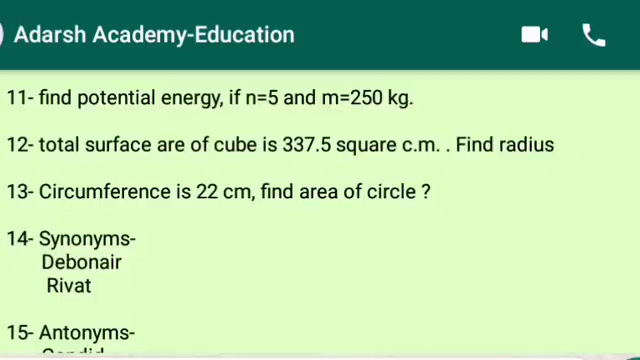 Adarsh Academy-Education
11- find potential energy, if n=5 and m=250 kg.
12- total surface are of cube is 337.5 square c.m. . Find radius
13- Circumference is 22 cm, find area of circle ?
14- Synonyms-
Debonair
Rivat
15- Antonyms-